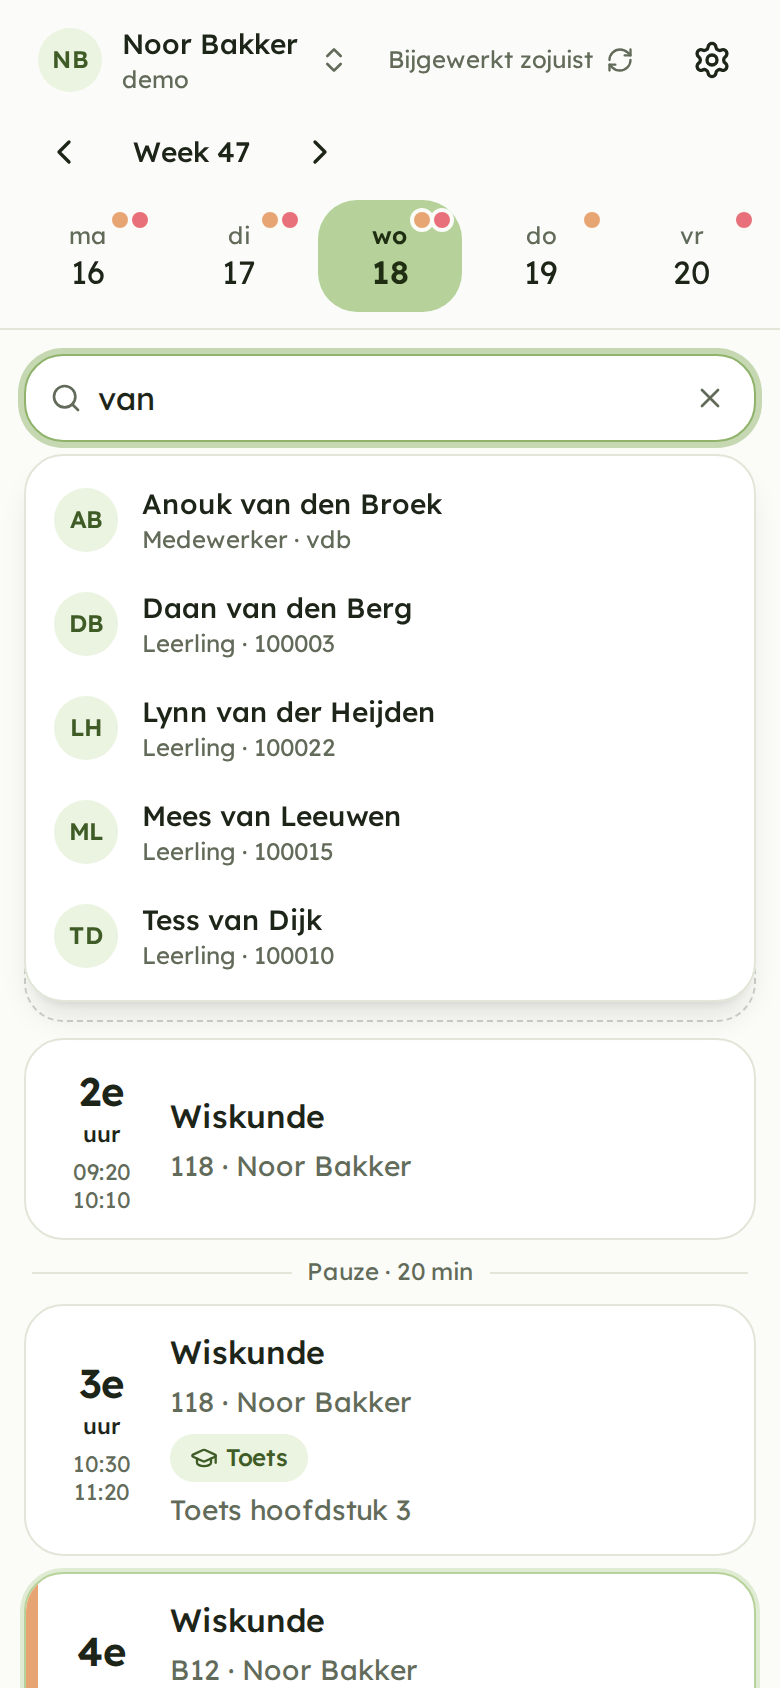 NB
Noor Bakker
demo
Bijgewerkt zojuist
Week 47
ma
16
di
17
wo
18
do
19
vr
20
van
AB
Anouk van den Broek
Medewerker · vdb
DB
Daan van den Berg
Leerling · 100003
LH
Lynn van der Heijden
Leerling · 100022
ML
Mees van Leeuwen
Leerling · 100015
TD
Tess van Dijk
Leerling · 100010
2e
uur
09:20
10:10
Wiskunde
118 · Noor Bakker
Pauze · 20 min
3e
uur
10:30
11:20
Wiskunde
118 · Noor Bakker
Toets
Toets hoofdstuk 3
4e
Wiskunde
B12 · Noor Bakker